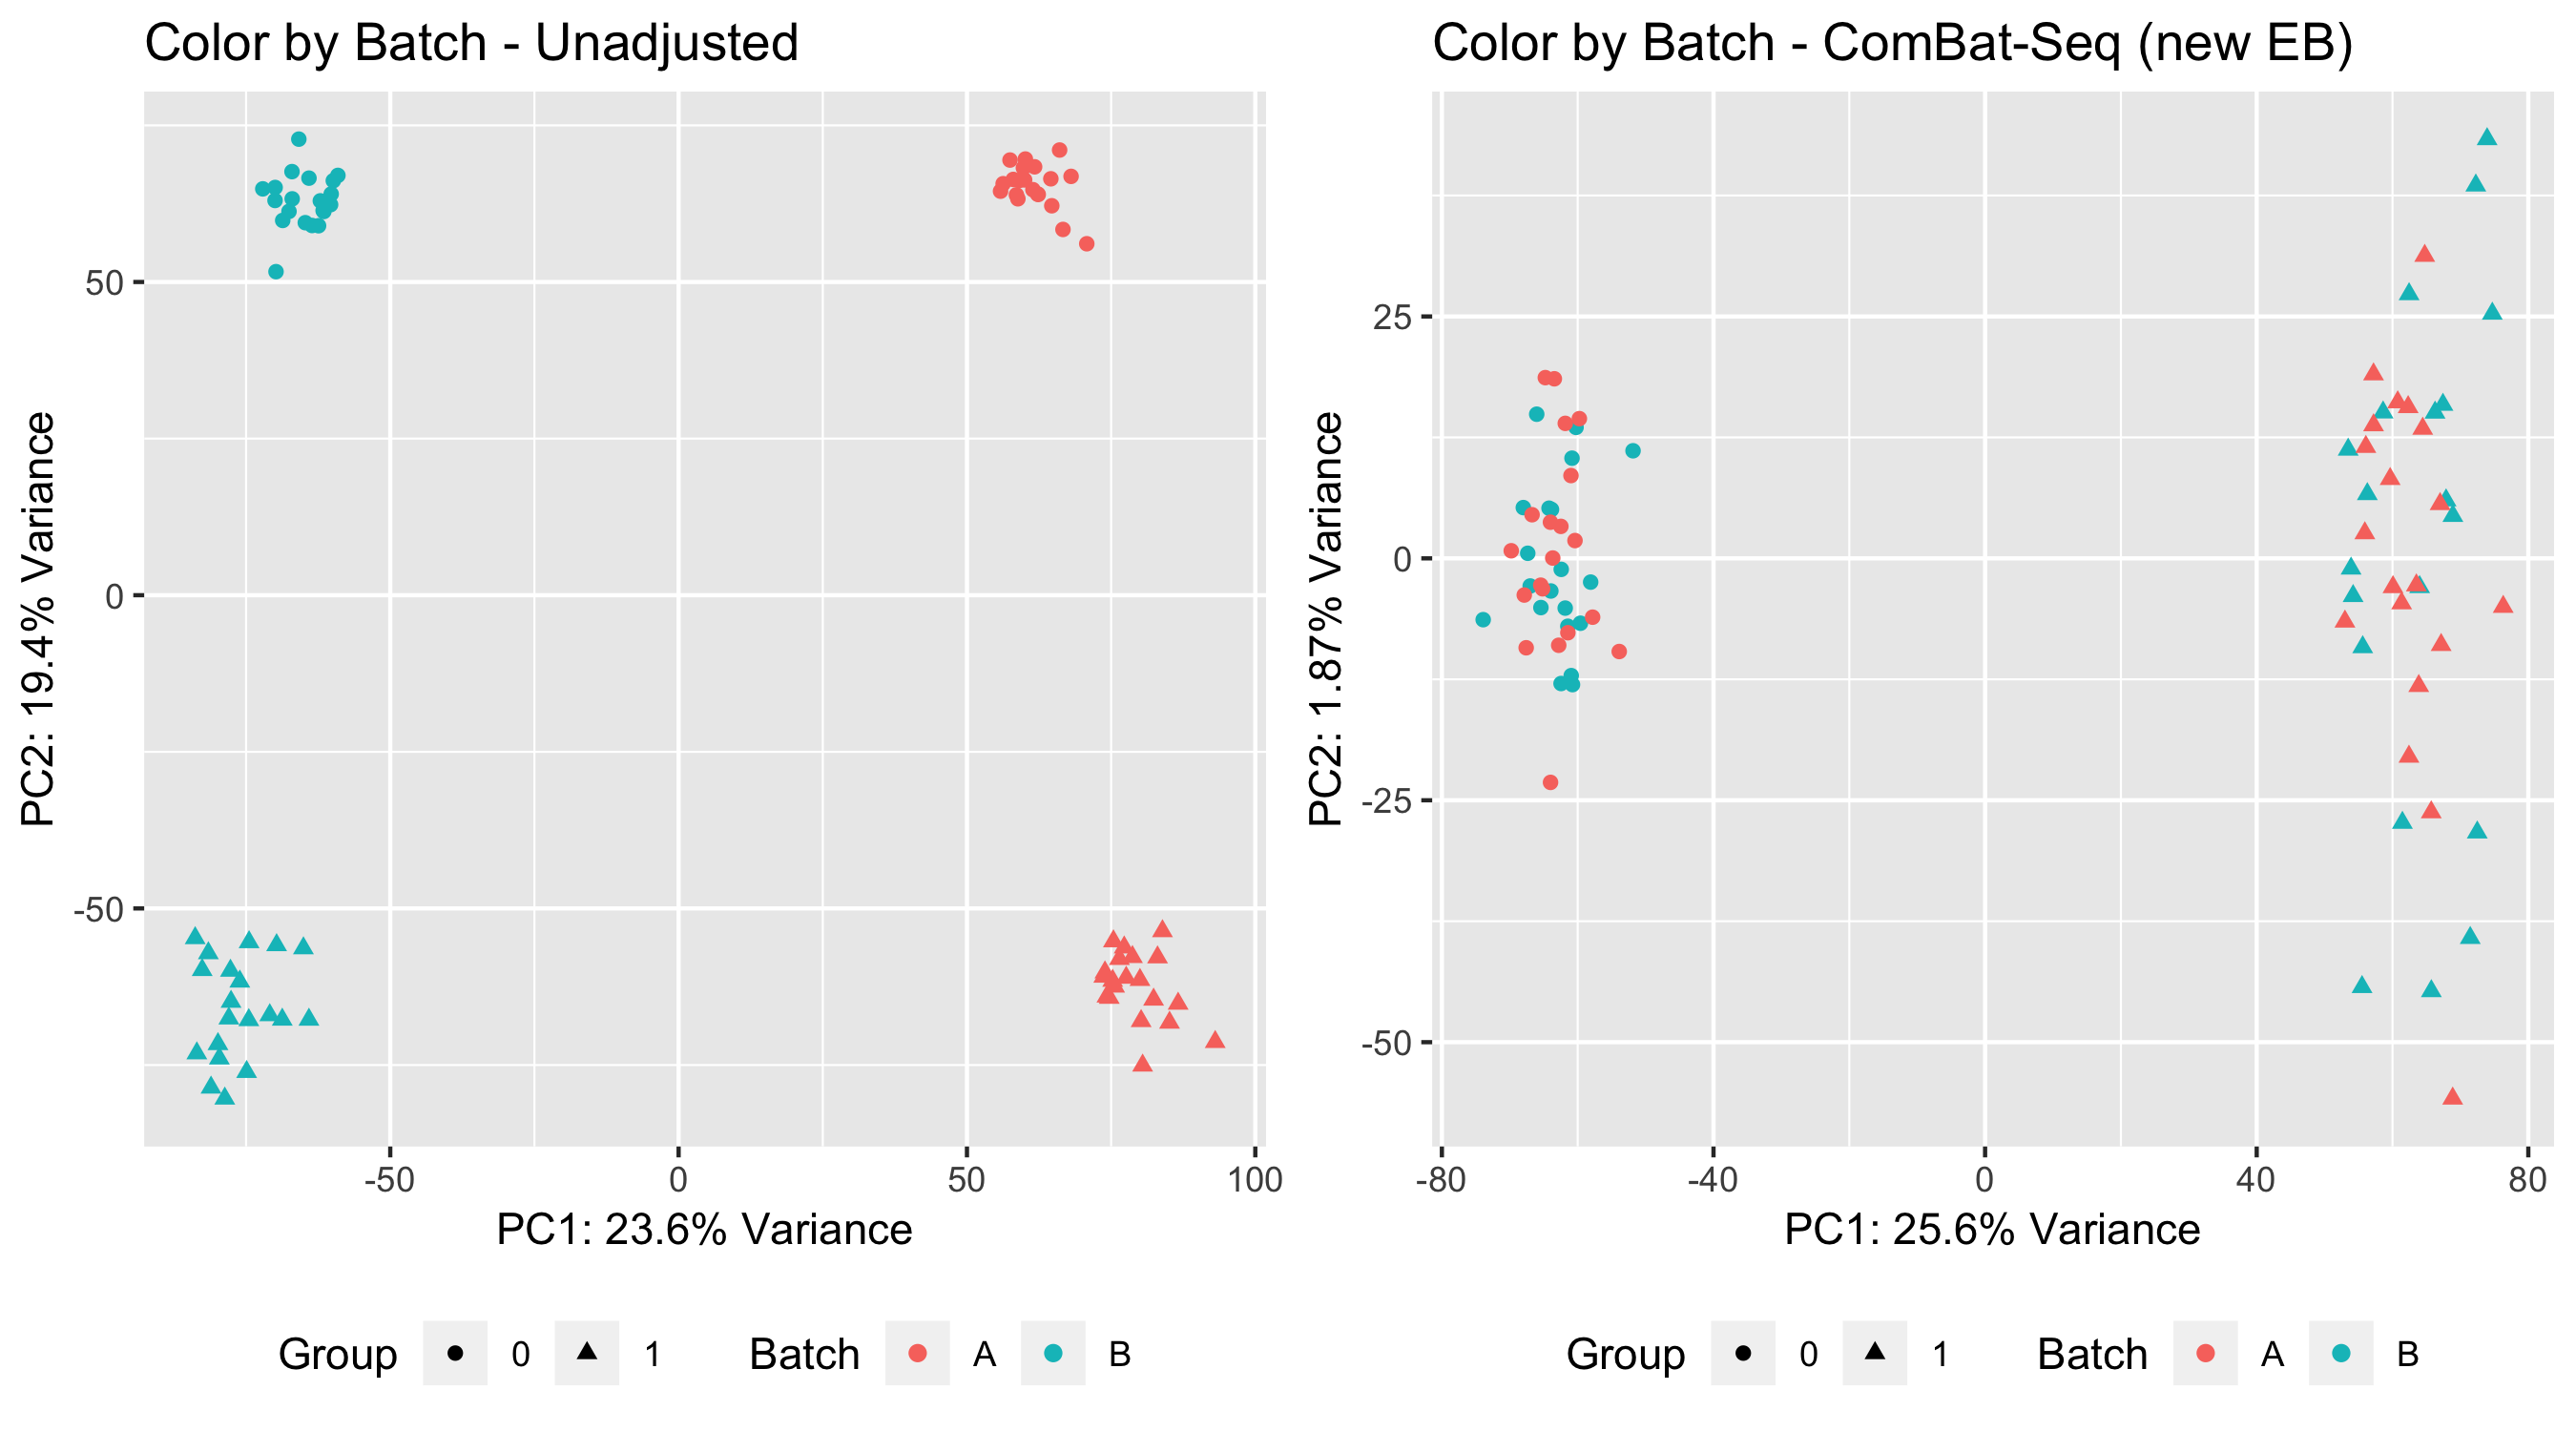 Color by Batch - Unadjusted
PC2: 19.4% Variance
50
0
-50
-50 0 50 100
PC1: 23.6% Variance
Group 0 1 Batch A B
Color by Batch - ComBat-Seq (new EB)
PC2: 1.87% Variance
25
0
-25
-50
-80 -40 0 40 80
PC1: 25.6% Variance
Group 0 1 Batch A B